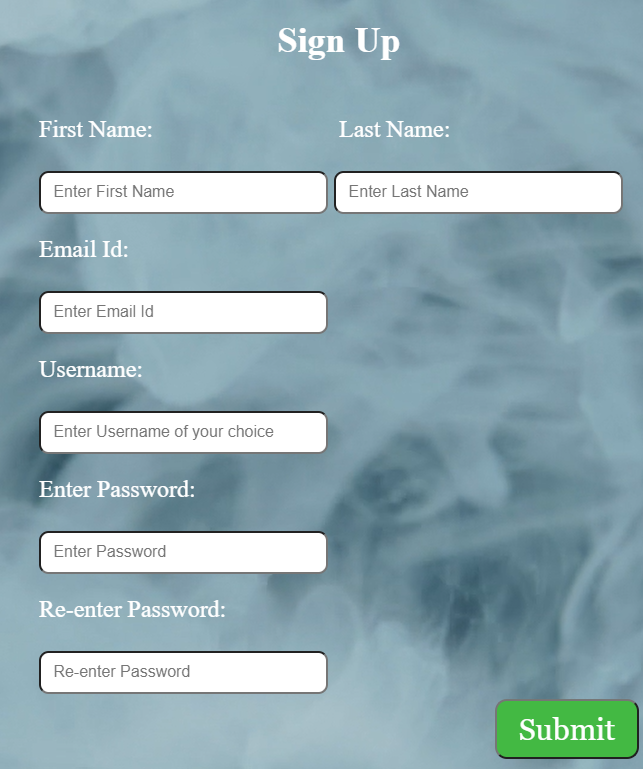 Sign Up
First Name: Last Name:
Enter First Name Enter Last Name
Email Id:
Enter Email Id
Username:
Enter Username of your choice
Enter Password:
Enter Password
Re-enter Password:
Re-enter Password
Submit